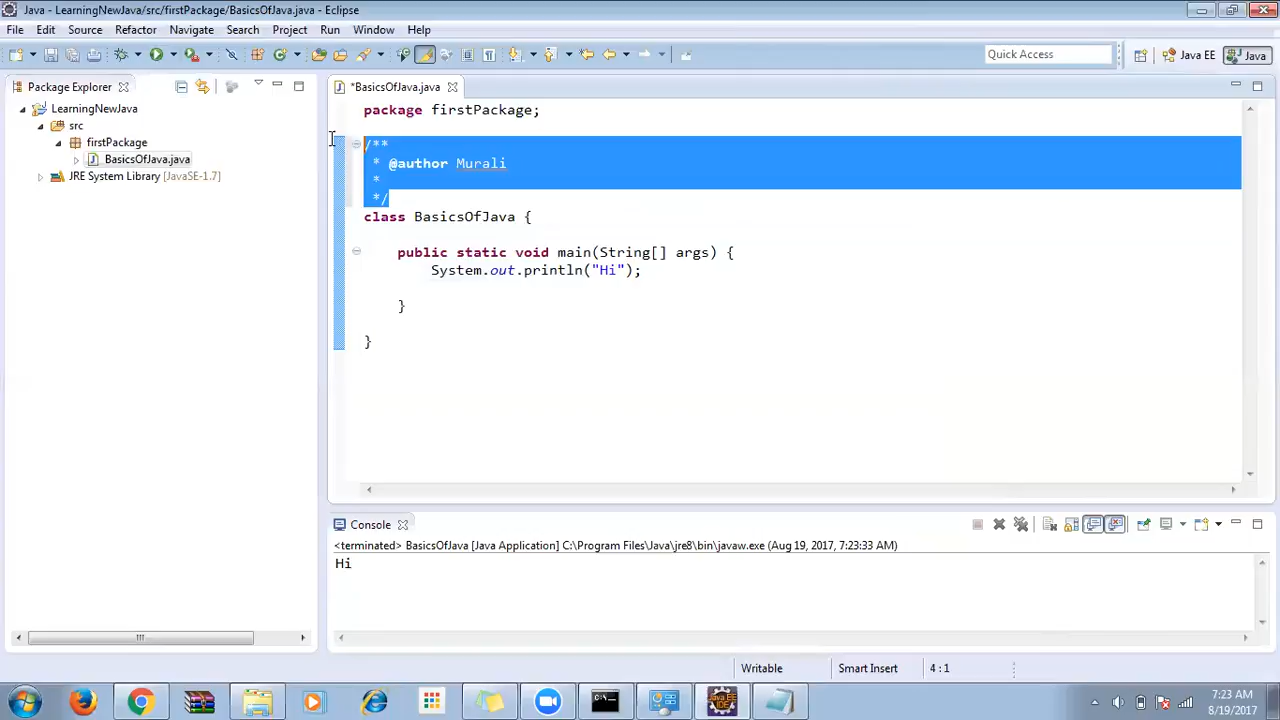 Java - LearningNewJava/src/firstPackage/BasicsOfJava.java - Eclipse
File Edit Source Refactor Navigate Search Project Run Window Help
Quick Access Java EE Java
Package Explorer
*BasicsOfJava.java
LearningNewJava
src
firstPackage
BasicsOfJava.java
JRE System Library [JavaSE-1.7]
package firstPackage;
/**
* @author Murali
*
*/
class BasicsOfJava {
public static void main(String[] args) {
System.out.println("Hi");
}
}
Console
<terminated> BasicsOfJava [Java Application] C:\Program Files\Java\jre8\bin\javaw.exe (Aug 19, 2017, 7:23:33 AM)
Hi
Writable Smart Insert 4 : 1
Java EE
IDE
C:\_
7:23 AM
8/19/2017